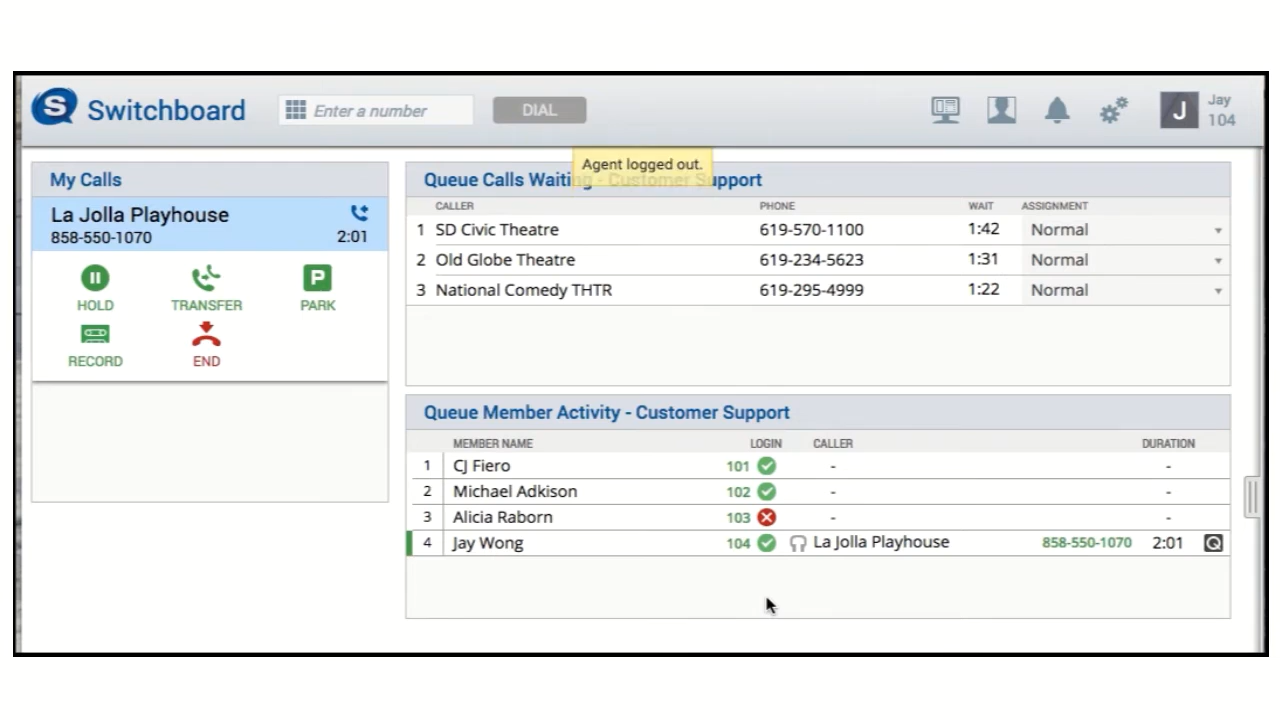 S Switchboard Enter a number DIAL J Jay 104
Agent logged out.
My Calls
La Jolla Playhouse
858-550-1070 2:01
HOLD TRANSFER P PARK
RECORD END
Queue Calls Waiting - Customer Support
CALLER PHONE WAIT ASSIGNMENT
1 SD Civic Theatre 619-570-1100 1:42 Normal
2 Old Globe Theatre 619-234-5623 1:31 Normal
3 National Comedy THTR 619-295-4999 1:22 Normal
Queue Member Activity - Customer Support
MEMBER NAME LOGIN CALLER DURATION
1 CJ Fiero 101 - -
2 Michael Adkison 102 - -
3 Alicia Raborn 103 - -
4 Jay Wong 104 La Jolla Playhouse 858-550-1070 2:01 Q